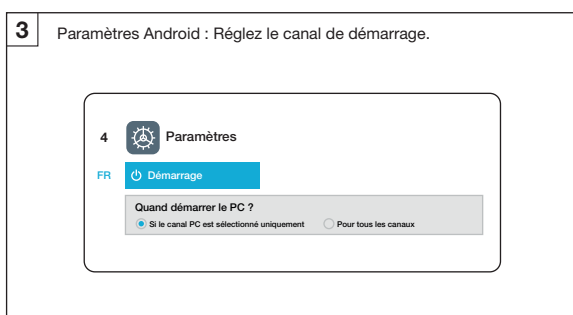 3 Paramètres Android : Réglez le canal de démarrage.
4 Paramètres
FR Démarrage
Quand démarrer le PC ?
Si le canal PC est sélectionné uniquement Pour tous les canaux